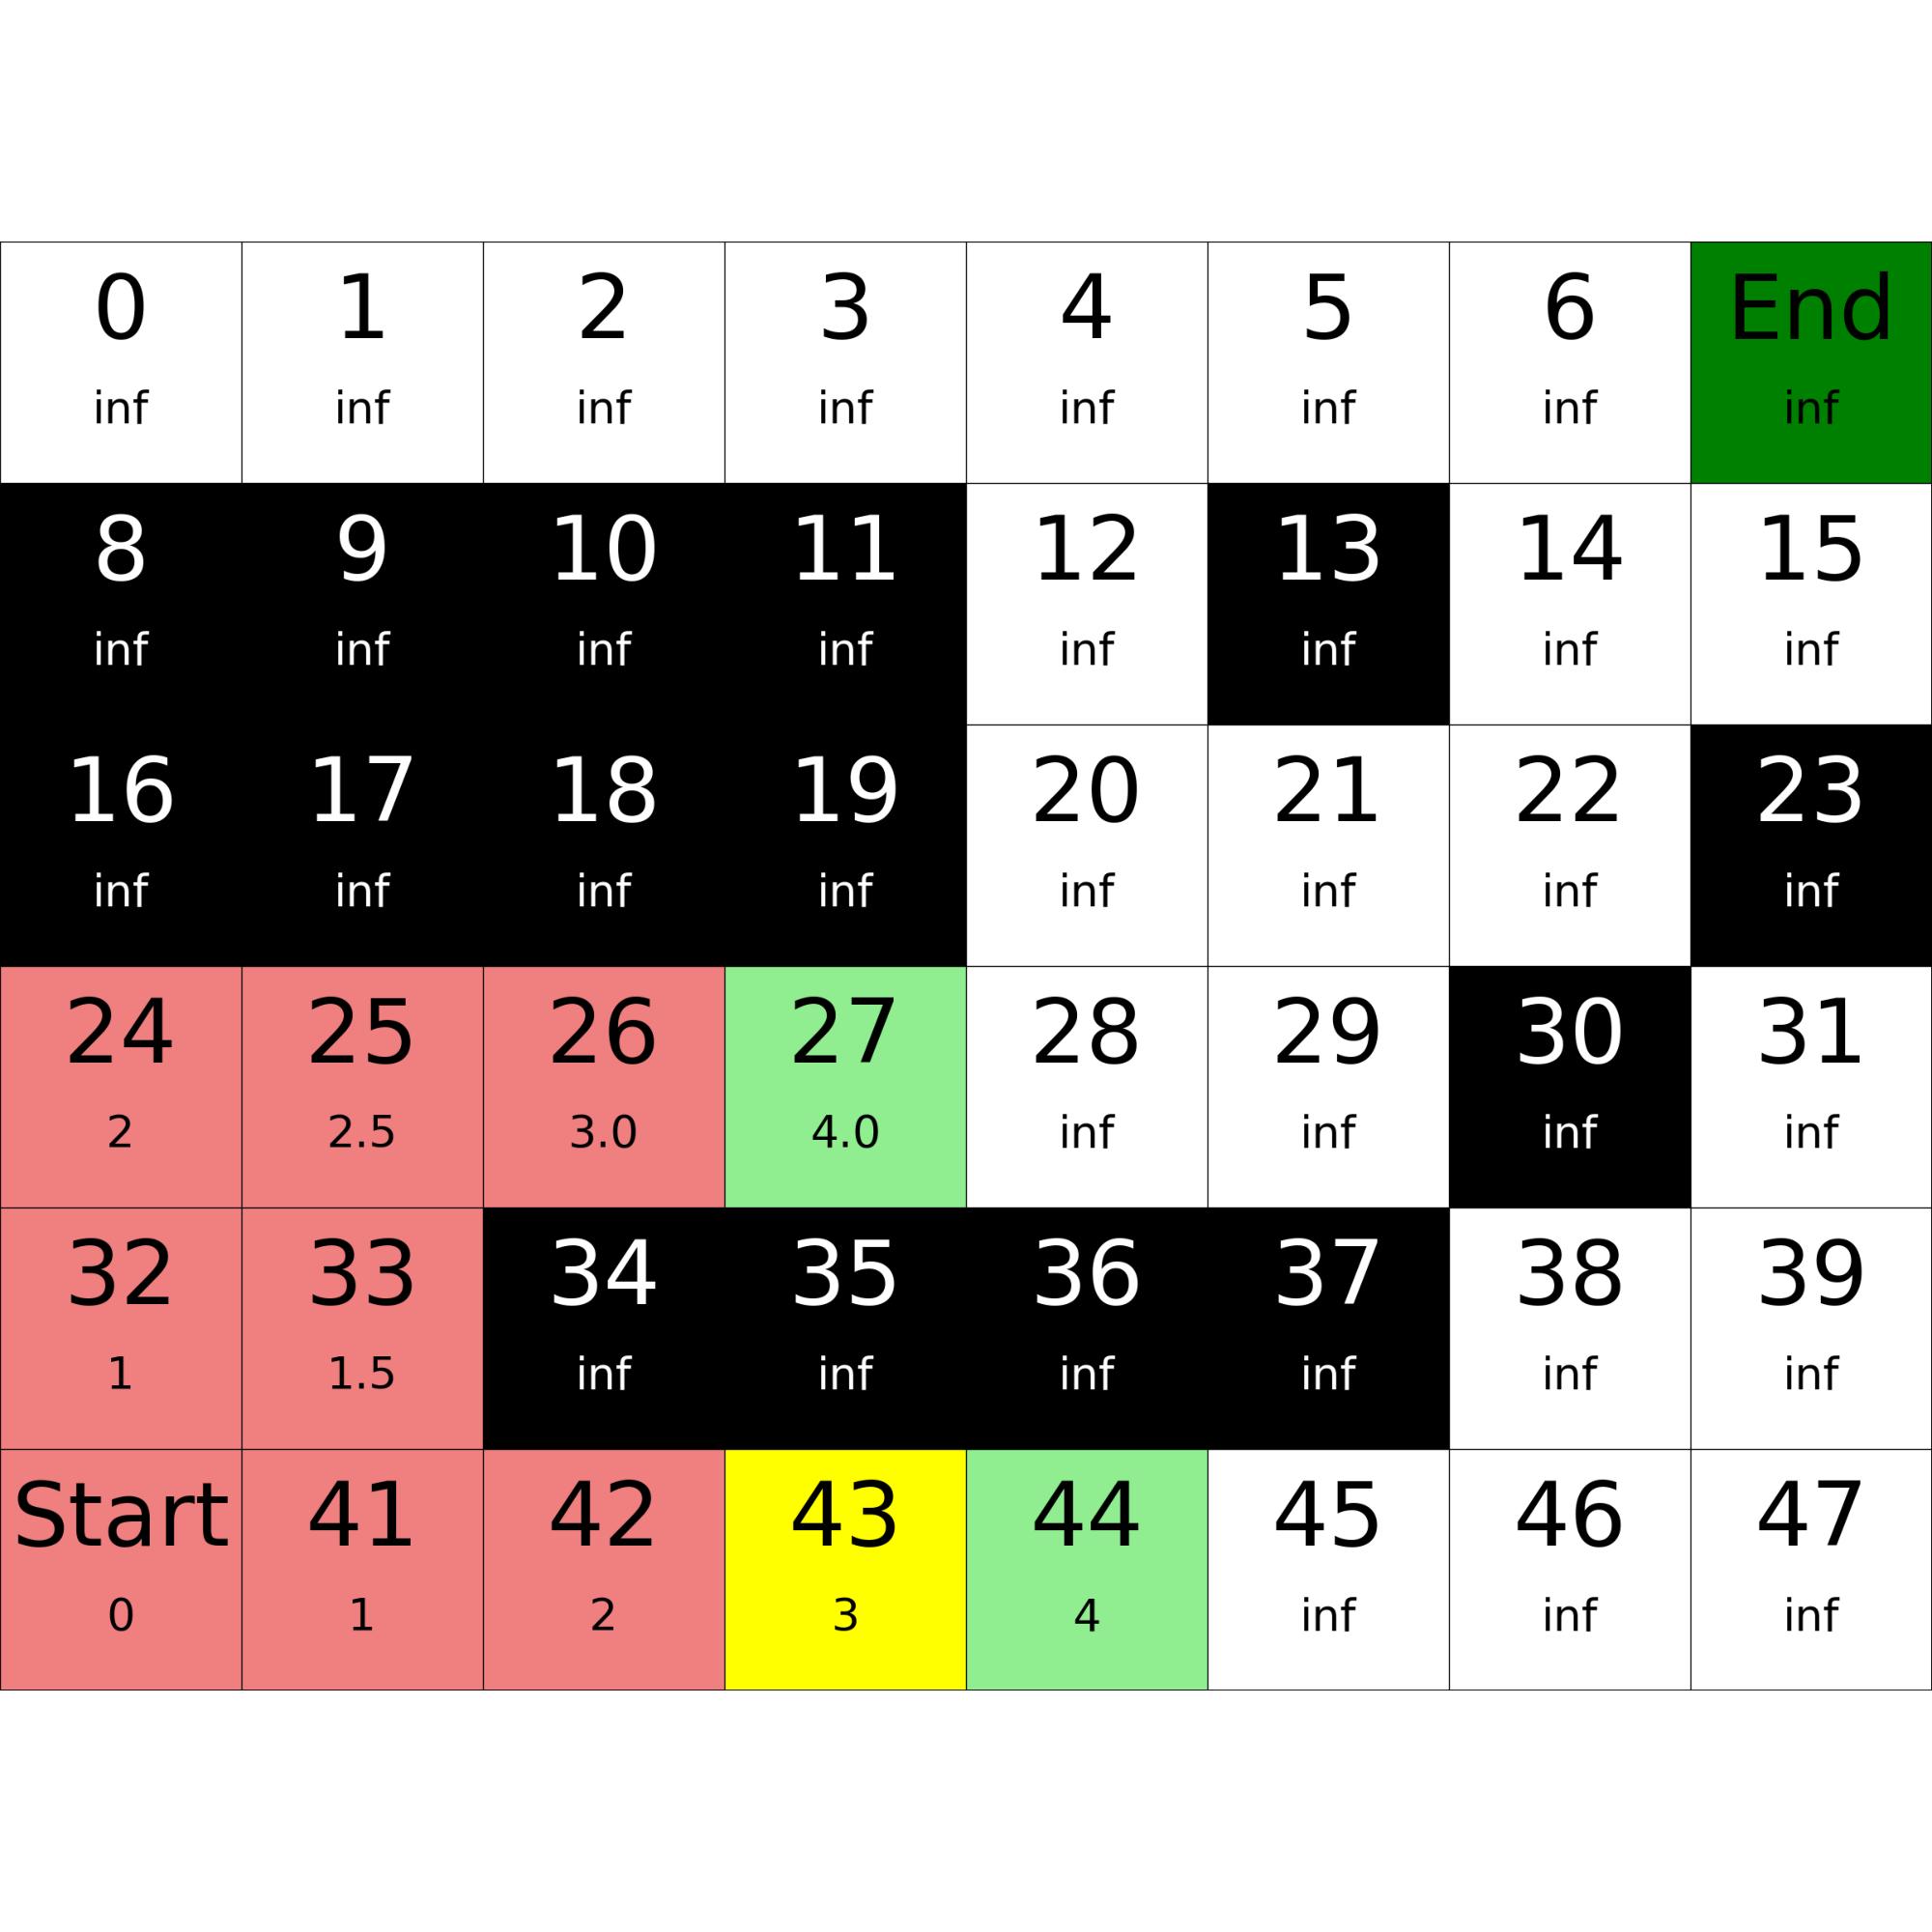 0 1 2 3 4 5 6 End
inf inf inf inf inf inf inf inf
8 9 10 11 12 13 14 15
inf inf inf inf inf inf inf inf
16 17 18 19 20 21 22 23
inf inf inf inf inf inf inf inf
24 25 26 27 28 29 30 31
2 2.5 3.0 4.0 inf inf inf inf
32 33 34 35 36 37 38 39
1 1.5 inf inf inf inf inf inf
Start 41 42 43 44 45 46 47
0 1 2 3 4 inf inf inf